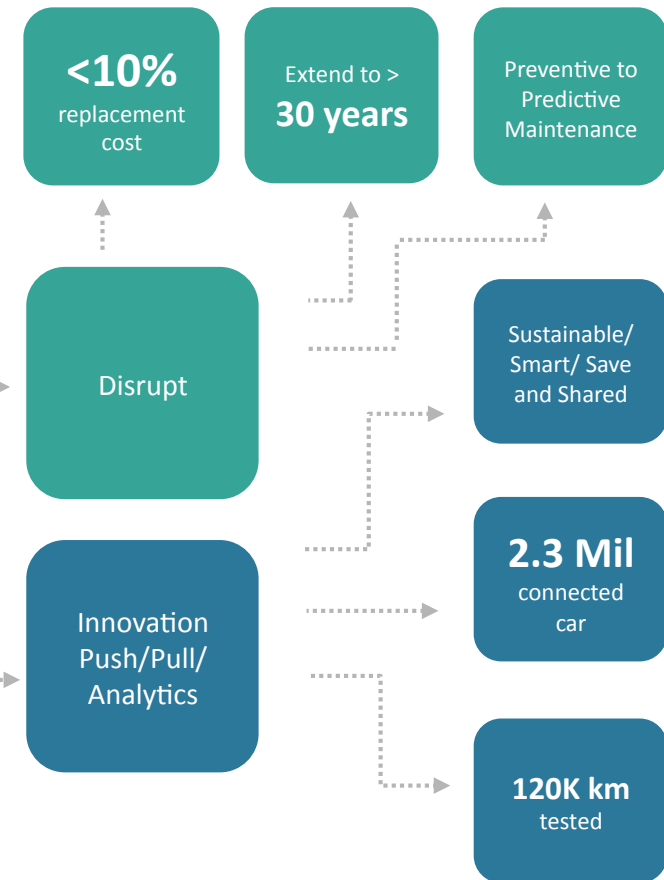 <10%
replacement
cost
Extend to >
30 years
Preventive to
Predictive
Maintenance
Disrupt
Sustainable/
Smart/ Save
and Shared
Innovation
Push/Pull/
Analytics
2.3 Mil
connected
car
120K km
tested